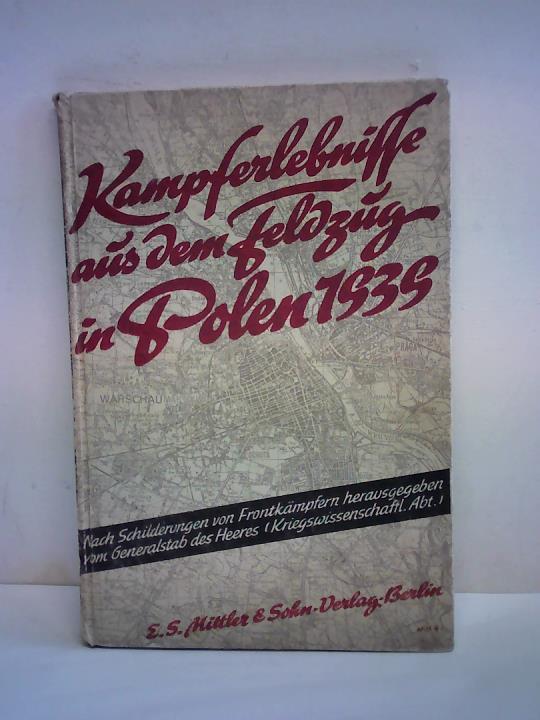 Kampferlebnisse
aus dem Feldzug
in Polen 1939
WARSCHAU
Nach Schilderungen von Frontkämpfern herausgegeben
vom Generalstab des Heeres (Kriegswissenschaftl. Abt.)
E. S. Mittler & Sohn-Verlag-Berlin